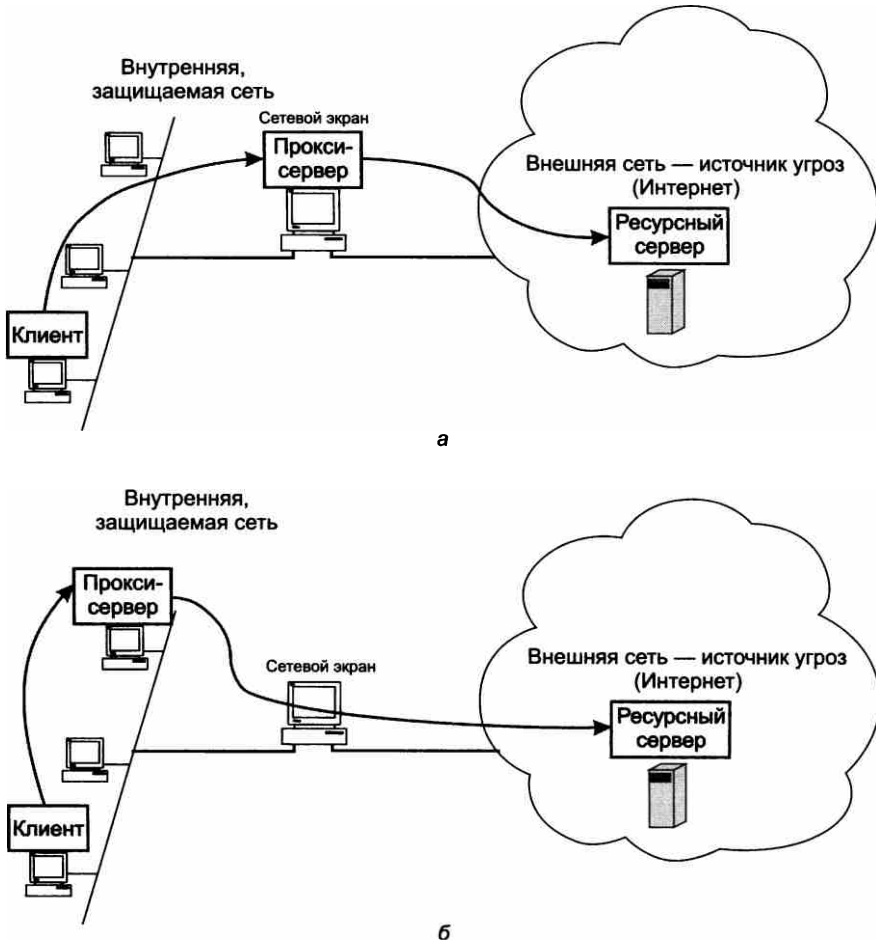 Внутренняя,
защищаемая сеть
Сетевой экран
Прокси-
сервер
Внешняя сеть — источник угроз
(Интернет)
Ресурсный
сервер
Клиент
а
Внутренняя,
защищаемая сеть
Прокси-
сервер
Сетевой экран
Внешняя сеть — источник угроз
(Интернет)
Ресурсный
сервер
Клиент
б